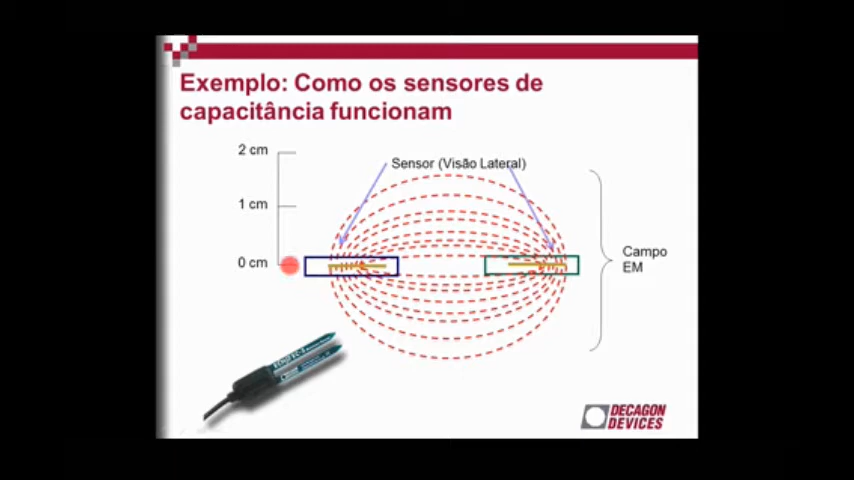 Exemplo: Como os sensores de
capacitância funcionam
2 cm
Sensor (Visão Lateral)
1 cm
0 cm
Campo
EM
DECAGON
DEVICES